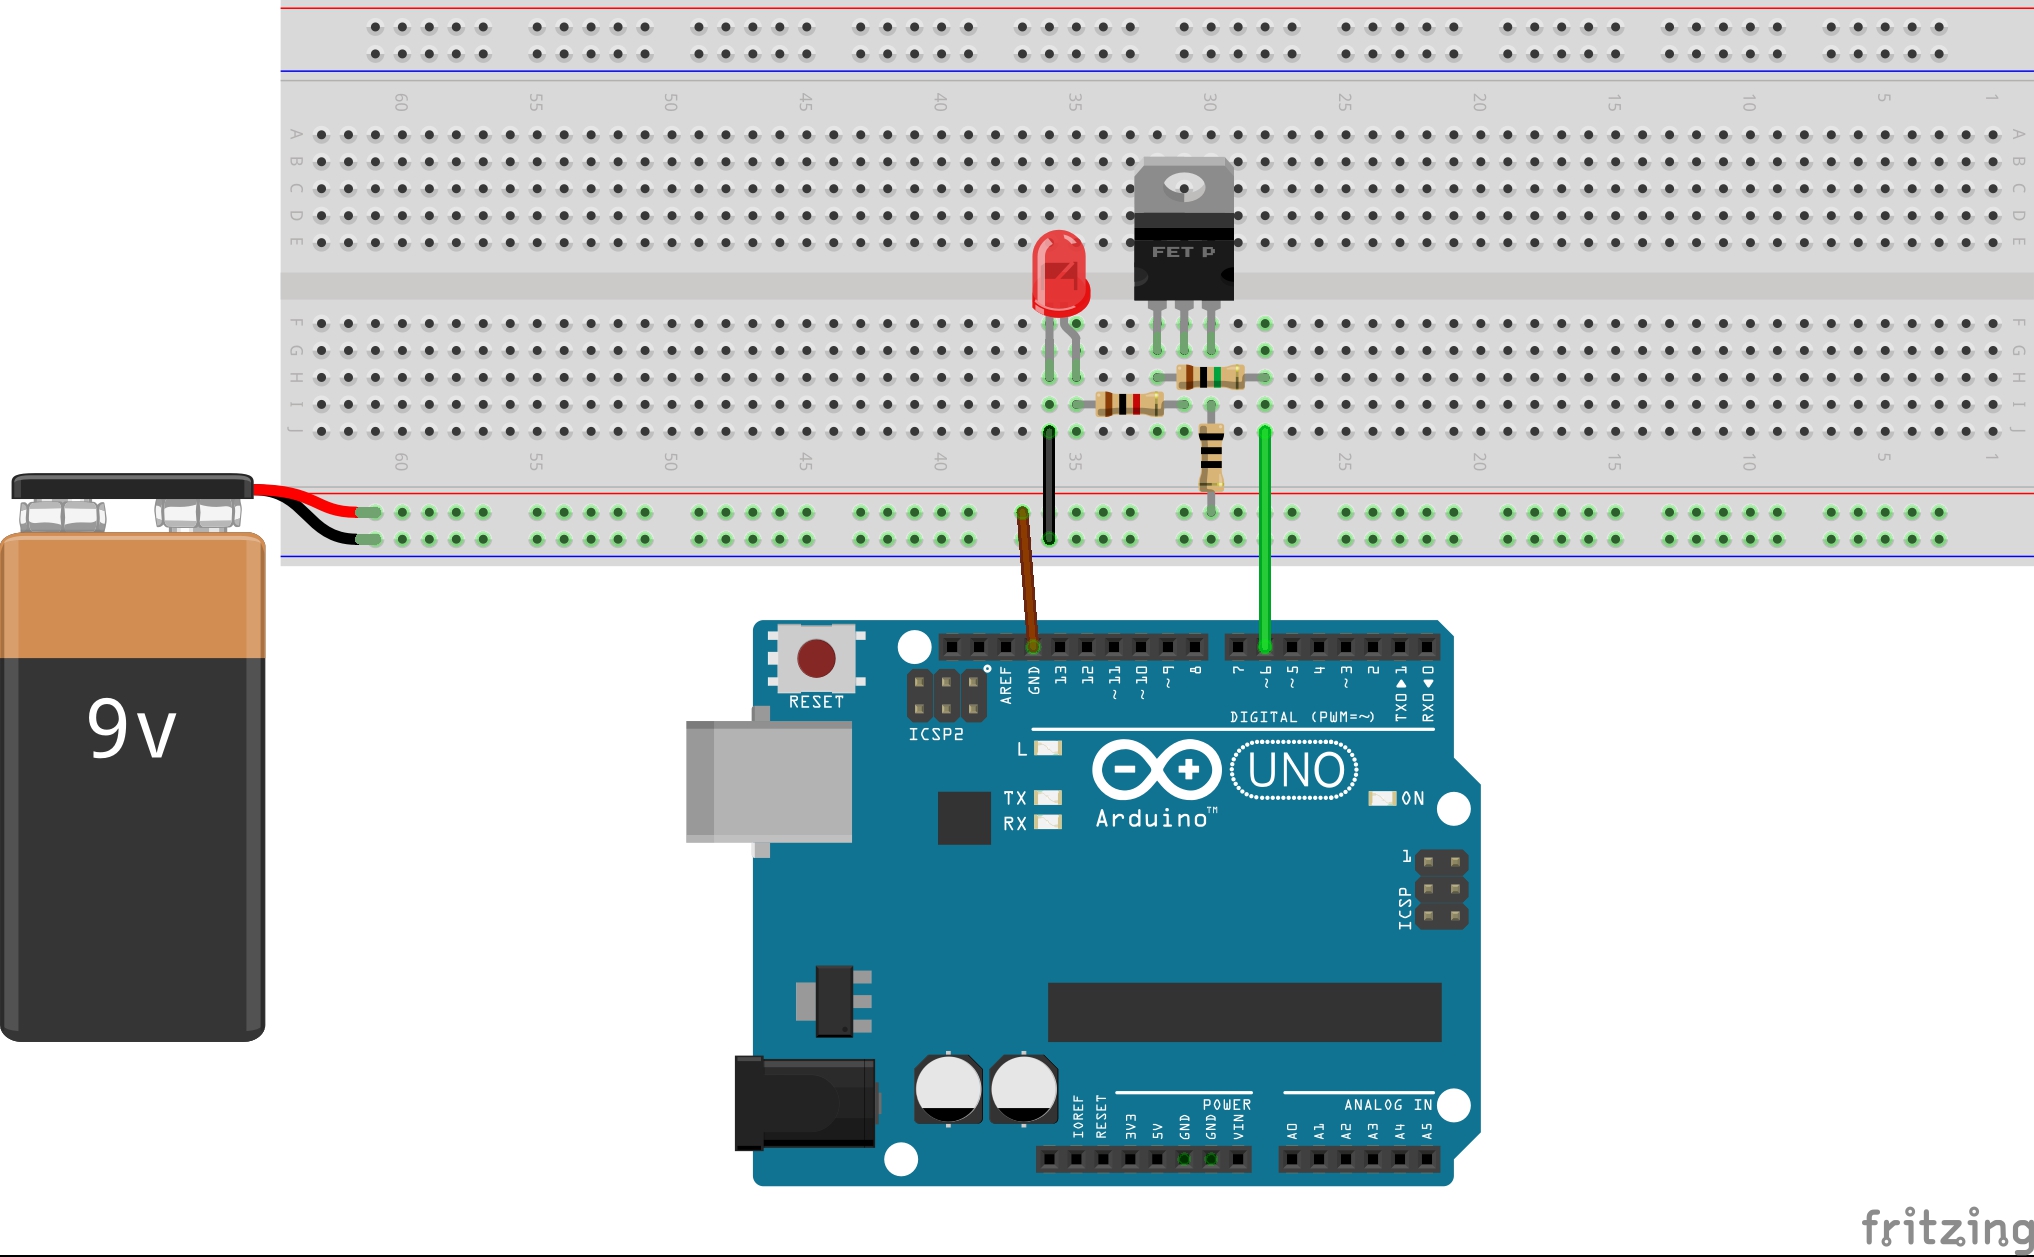 60 55 50 45 40 35 30 25 20 15 10 5 1
A A
B B
C C
D D
E E
FET P
F F
G G
H H
I I
J J
60 55 50 45 40 35 25 20 15 10 5 1
9v
RESET
AREF GND 13 12 ~11 ~10 ~9 8 7 ~6 ~5 4 ~3 2 TX0▶1 RX0◀0
DIGITAL (PWM=~)
ICSP2
L
TX
RX
UNO
Arduino™
ON
1
ICSP
POWER
ANALOG IN
IOREF RESET 3V3 5V GND GND VIN A0 A1 A2 A3 A4 A5
fritzing